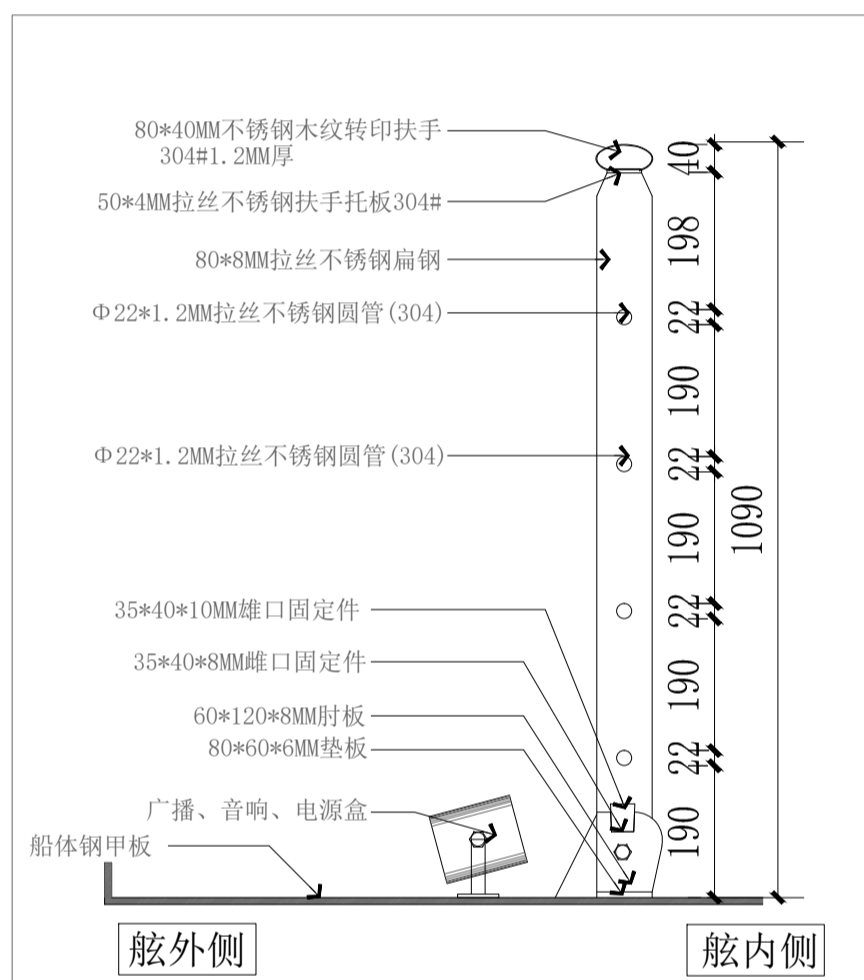 80*40MM不锈钢木纹转印扶手
304#1.2MM厚
50*4MM拉丝不锈钢扶手托板304#
80*8MM拉丝不锈钢扁钢
Φ22*1.2MM拉丝不锈钢圆管(304)
Φ22*1.2MM拉丝不锈钢圆管(304)
35*40*10MM雄口固定件
35*40*8MM雌口固定件
60*120*8MM肘板
80*60*6MM垫板
广播、音响、电源盒
船体钢甲板
40
198
22
190
22
190
22
190
22
190
1090
舷外侧
舷内侧